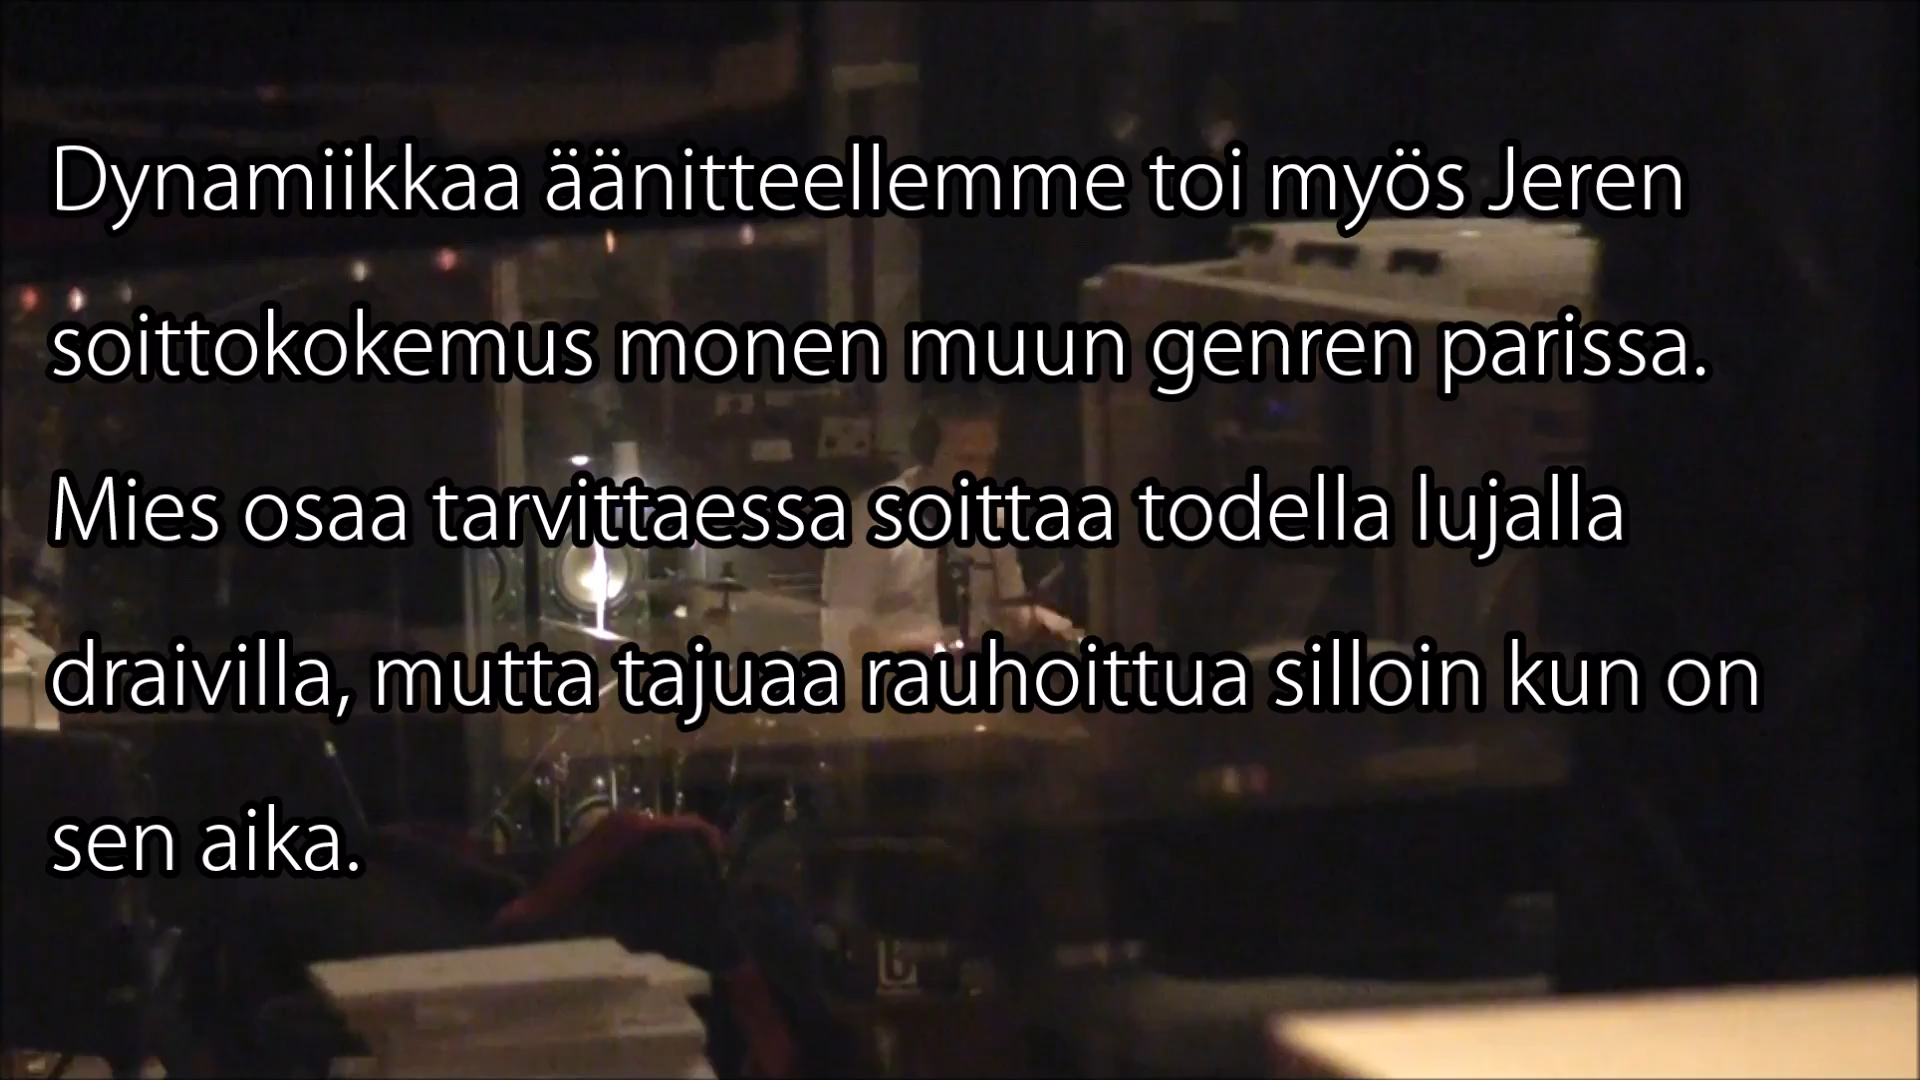 Dynamiikkaa äänitteellemme toi myös Jeren
soittokokemus monen muun genren parissa.
Mies osaa tarvittaessa soittaa todella lujalla
draivilla, mutta tajuaa rauhoittua silloin kun on
sen aika.